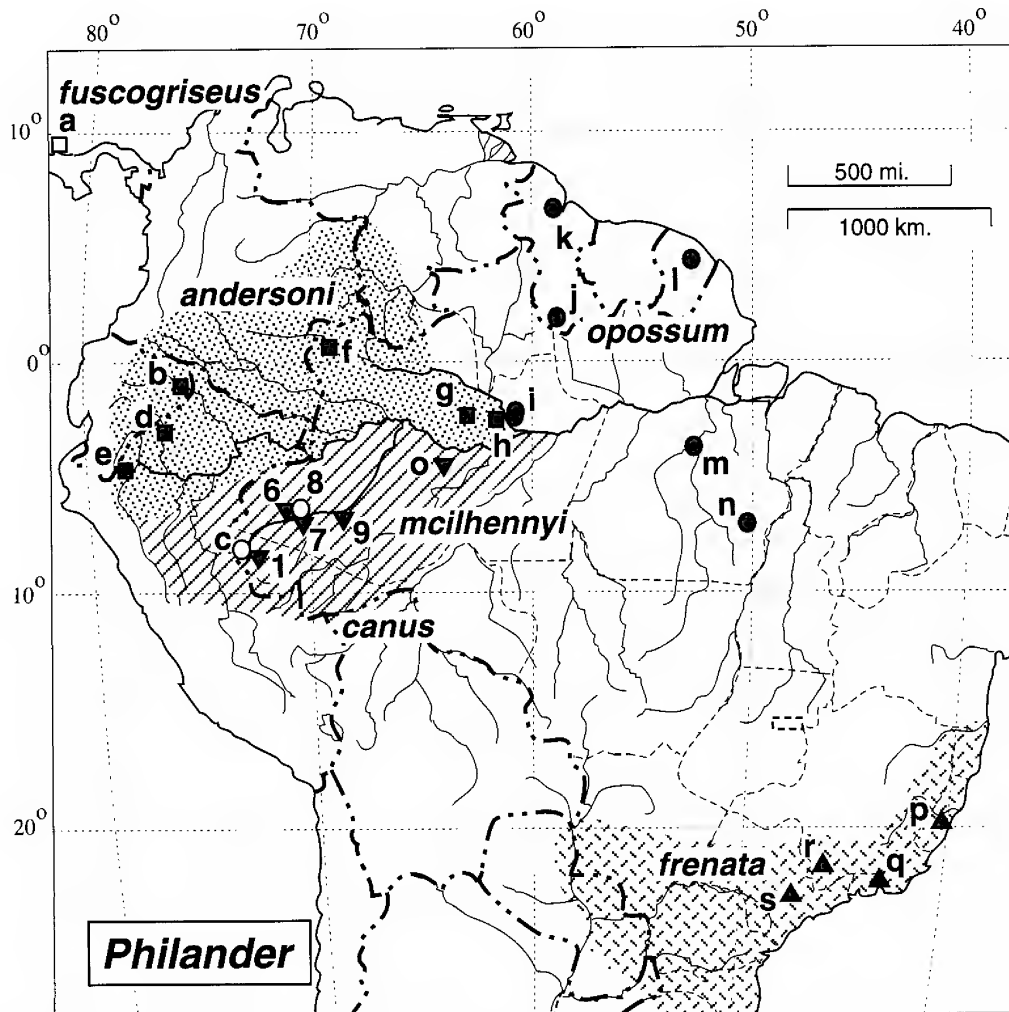 80° 70° 60° 50° 40°
fuscogriseus
a
10°
500 mi.
1000 km.
k
l
andersoni
j
opossum
f
0°
b
g
i
d
h
m
e
o
8
6
n
mcilhennyi
7
9
c
1
10°
canus
p
20°
r
q
frenata
s
Philander